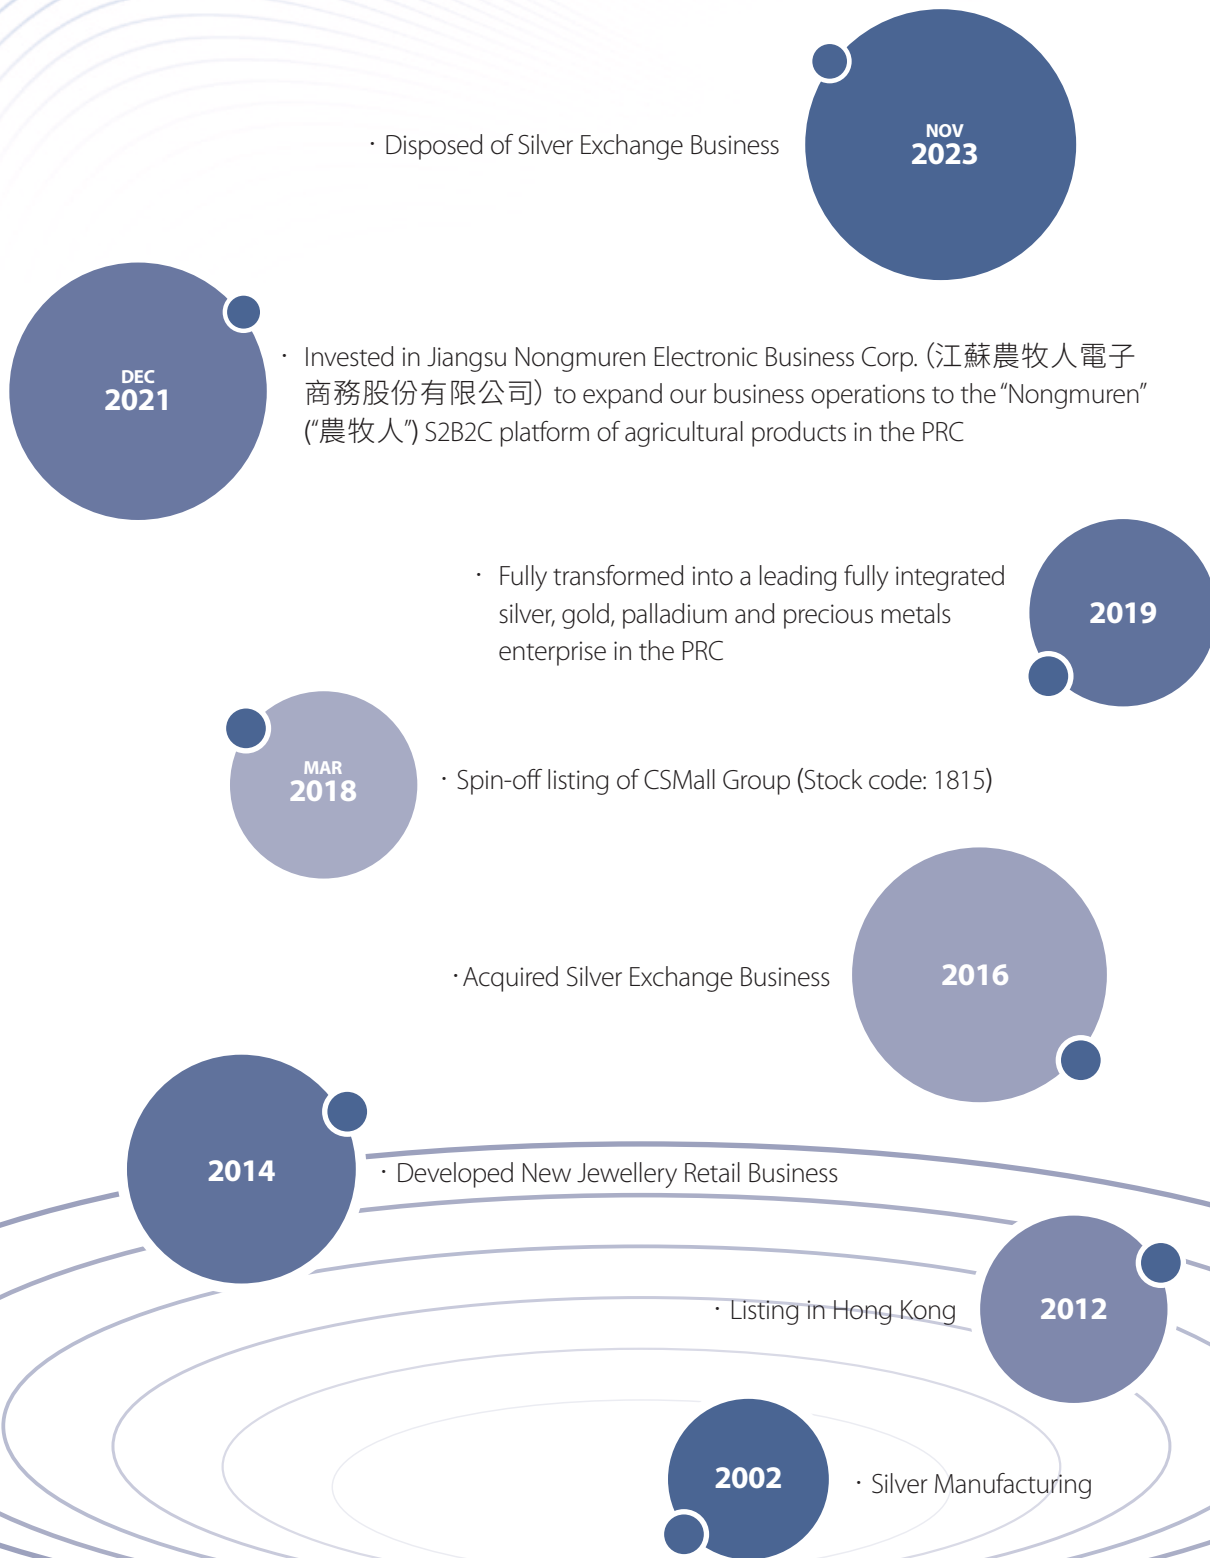 NOV
2023
· Disposed of Silver Exchange Business
DEC
2021
· Invested in Jiangsu Nongmuren Electronic Business Corp. (江蘇農牧人電子
商務股份有限公司) to expand our business operations to the “Nongmuren”
(“農牧人”) S2B2C platform of agricultural products in the PRC
· Fully transformed into a leading fully integrated
silver, gold, palladium and precious metals
enterprise in the PRC
2019
MAR
2018
· Spin-off listing of CSMall Group (Stock code: 1815)
· Acquired Silver Exchange Business
2016
2014
· Developed New Jewellery Retail Business
· Listing in Hong Kong
2012
2002
· Silver Manufacturing